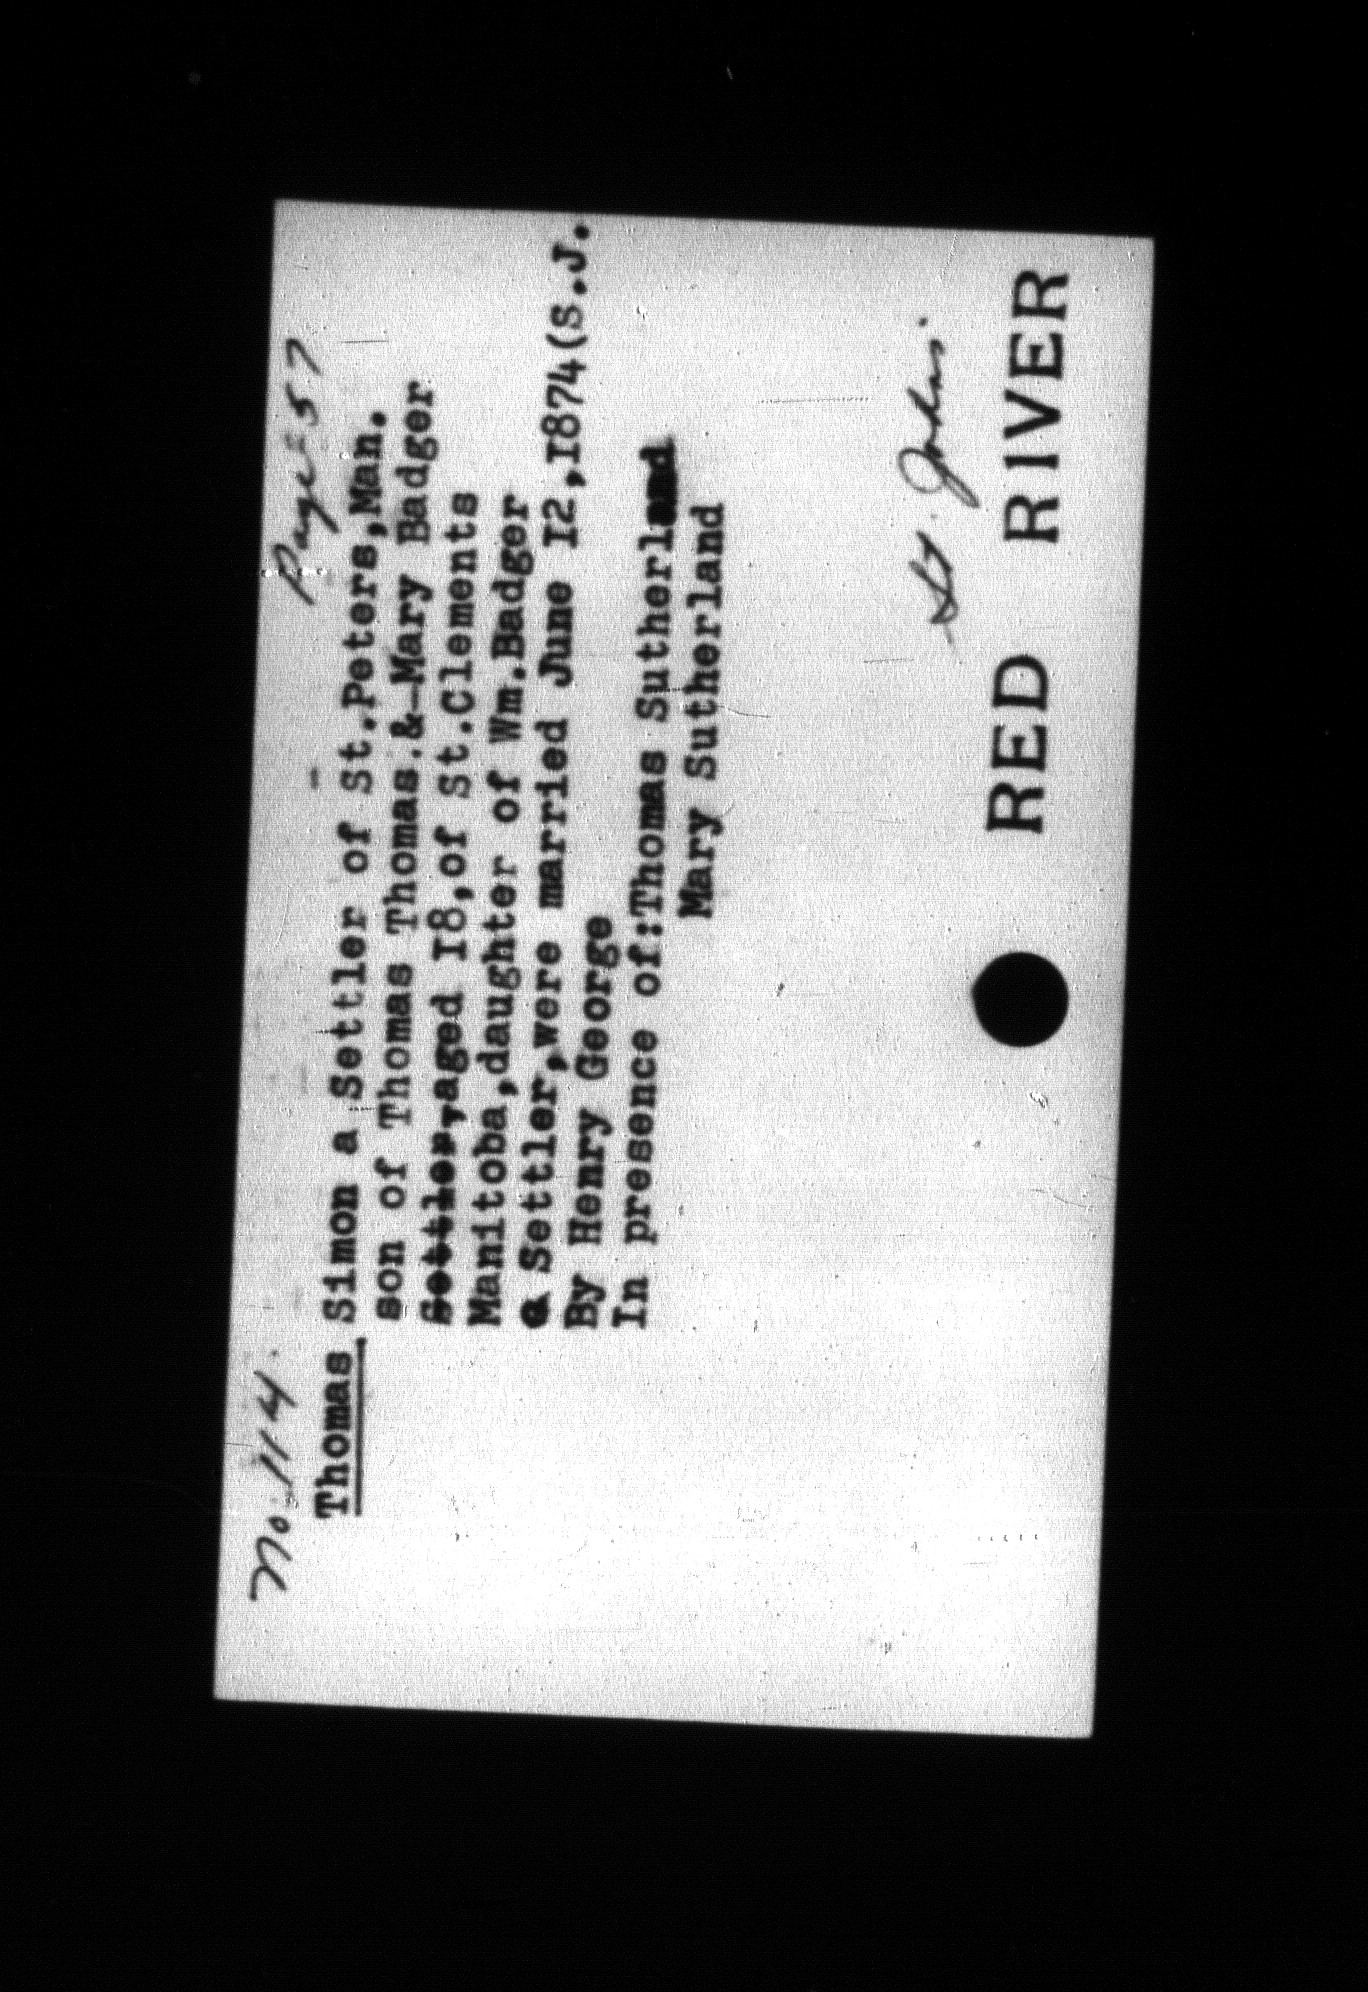 No. 114. Page 57
Thomas. Simon a Settler of St.Peters,Man.
son of Thomas Thomas.& Mary Badger
Settler,aged 18,of St.Clements
Manitoba,daughter of Wm.Badger
a Settler,were married June 12,1874(S.J.
By Henry George
In presence of:Thomas Sutherland
Mary Sutherland
St. Johns.
RED RIVER